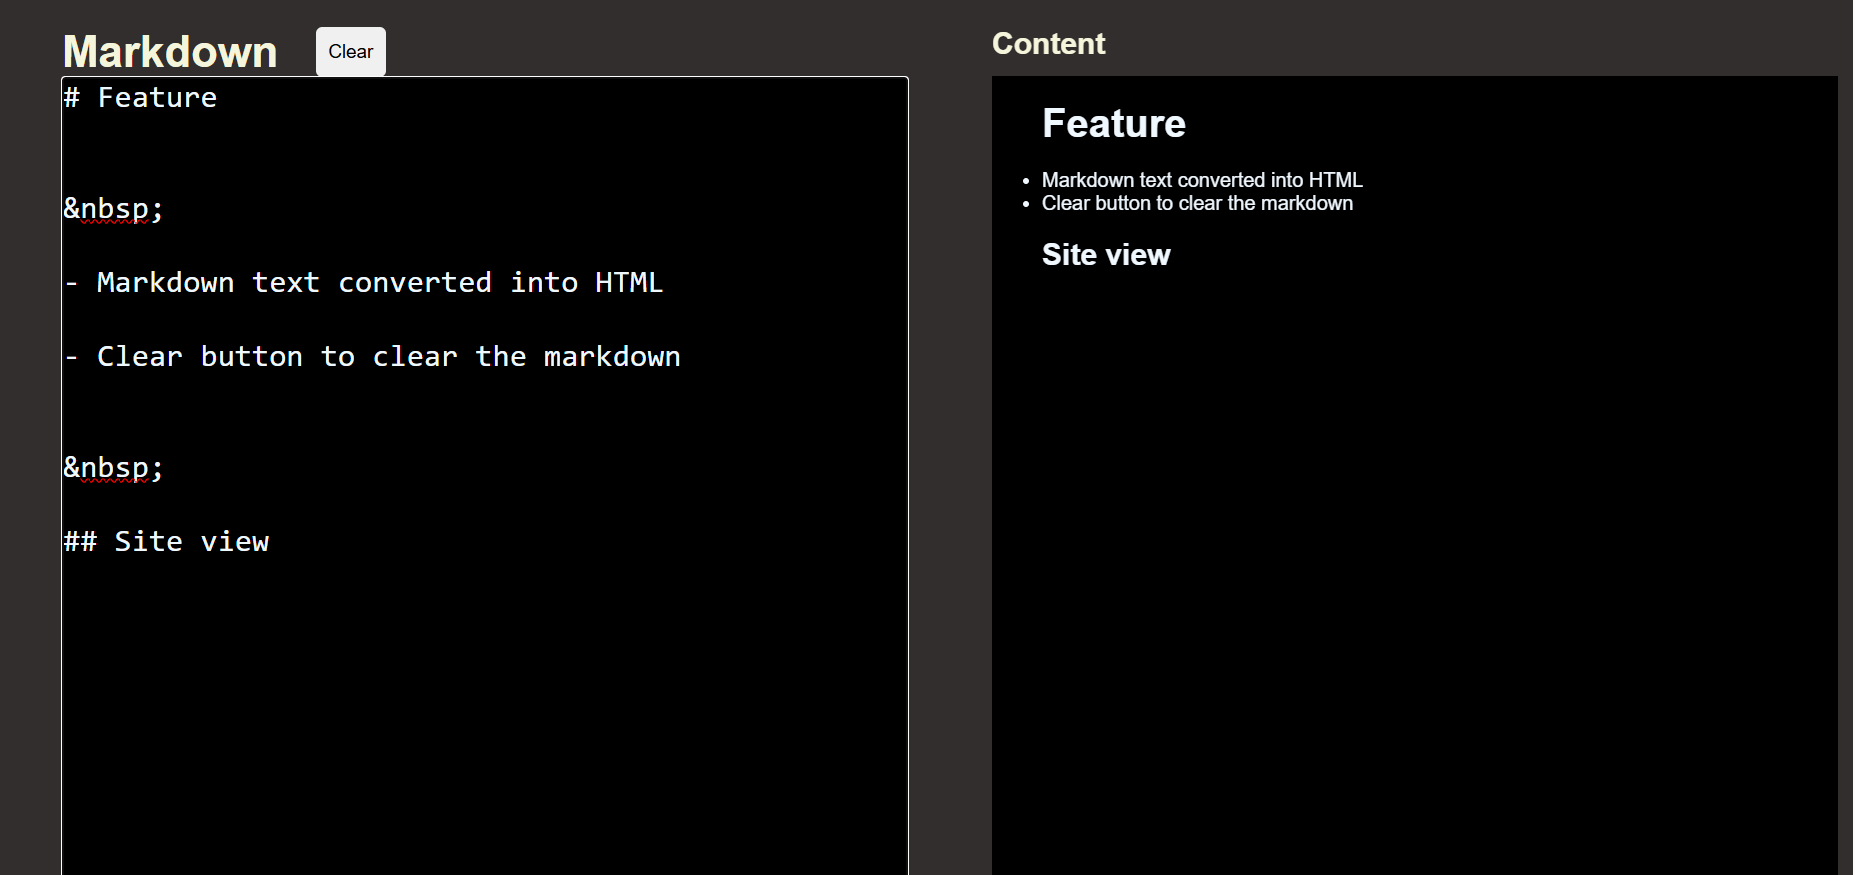 Markdown
Clear
# Feature
&nbsp;
- Markdown text converted into HTML
- Clear button to clear the markdown
&nbsp;
## Site view
Content
Feature
• Markdown text converted into HTML
• Clear button to clear the markdown
Site view